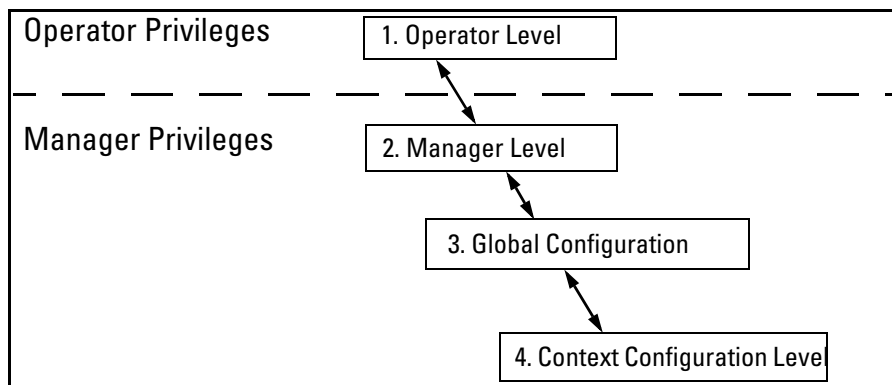 Operator Privileges
1. Operator Level
Manager Privileges
2. Manager Level
3. Global Configuration
4. Context Configuration Level